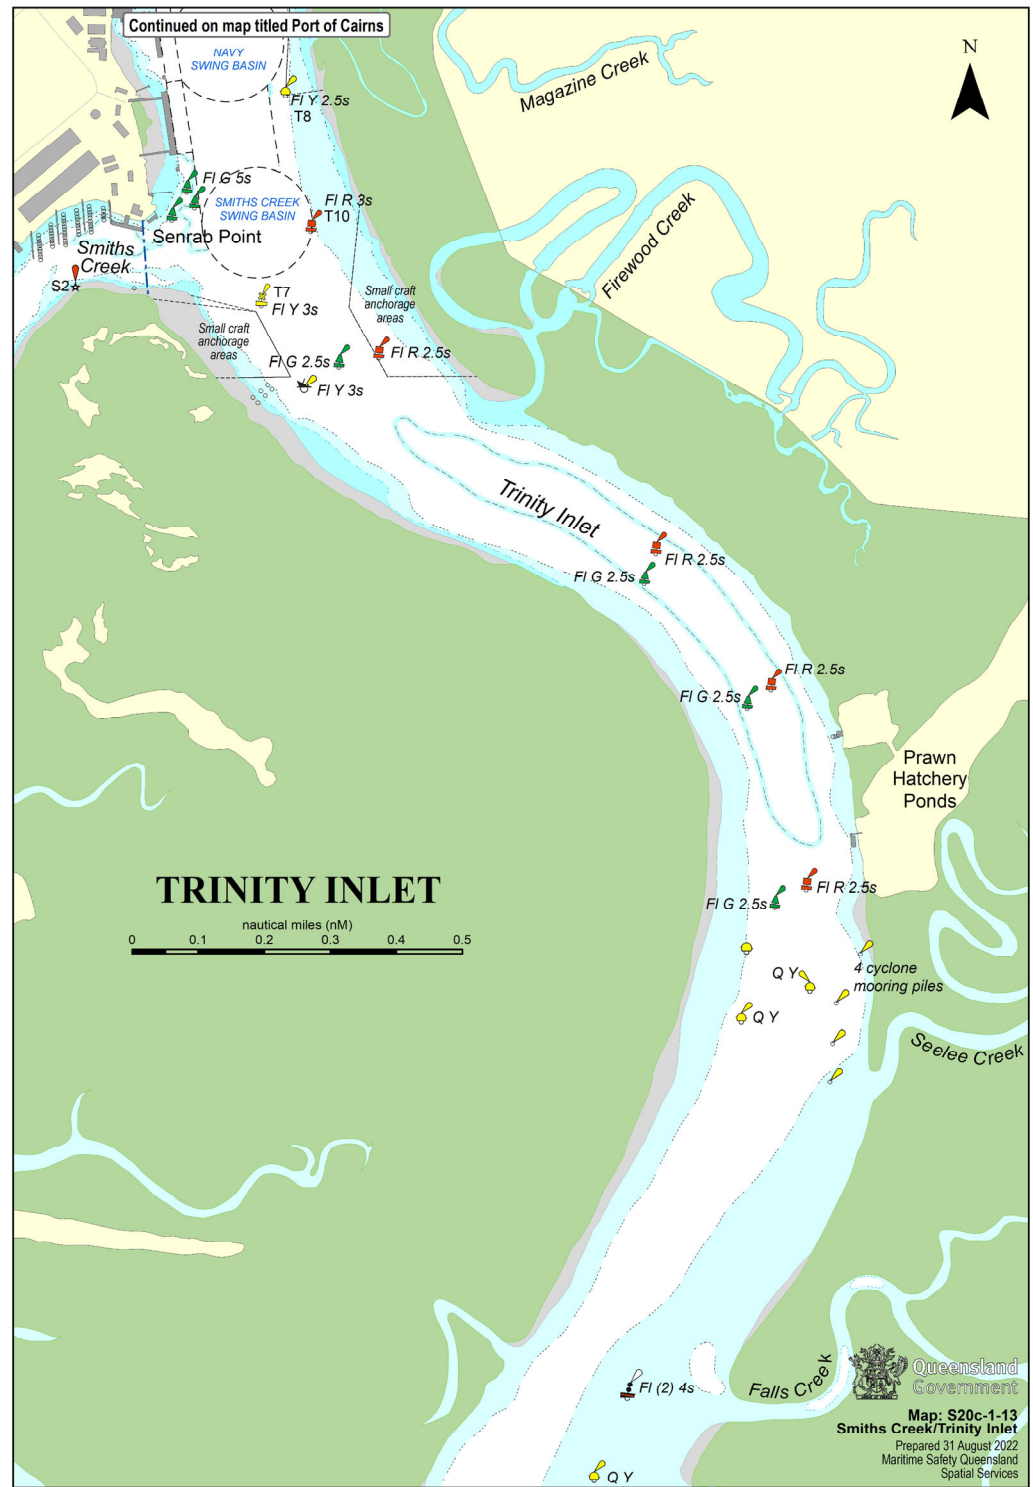 Continued on map titled Port of Cairns
NAVY
SWING BASIN
Magazine Creek
N
Fl Y 2.5s
T8
Fl G 5s
SMITHS CREEK
SWING BASIN
Fl R 3s
T10
Firewood Creek
Senrab Point
Smiths
Creek
S2
T7
Fl Y 3s
Small craft
anchorage
areas
Small craft
anchorage
areas
Fl G 2.5s
Fl R 2.5s
Fl Y 3s
Trinity Inlet
Fl R 2.5s
Fl G 2.5s
Fl R 2.5s
Fl G 2.5s
Prawn
Hatchery
Ponds
TRINITY INLET
nautical miles (nM)
0 0.1 0.2 0.3 0.4 0.5
Fl R 2.5s
Fl G 2.5s
4 cyclone
mooring piles
Q Y
Q Y
Seelee Creek
Falls Creek
Fl (2) 4s
Q Y
Queensland
Government
Map: S20c-1-13
Smiths Creek/Trinity Inlet
Prepared 31 August 2022
Maritime Safety Queensland
Spatial Services